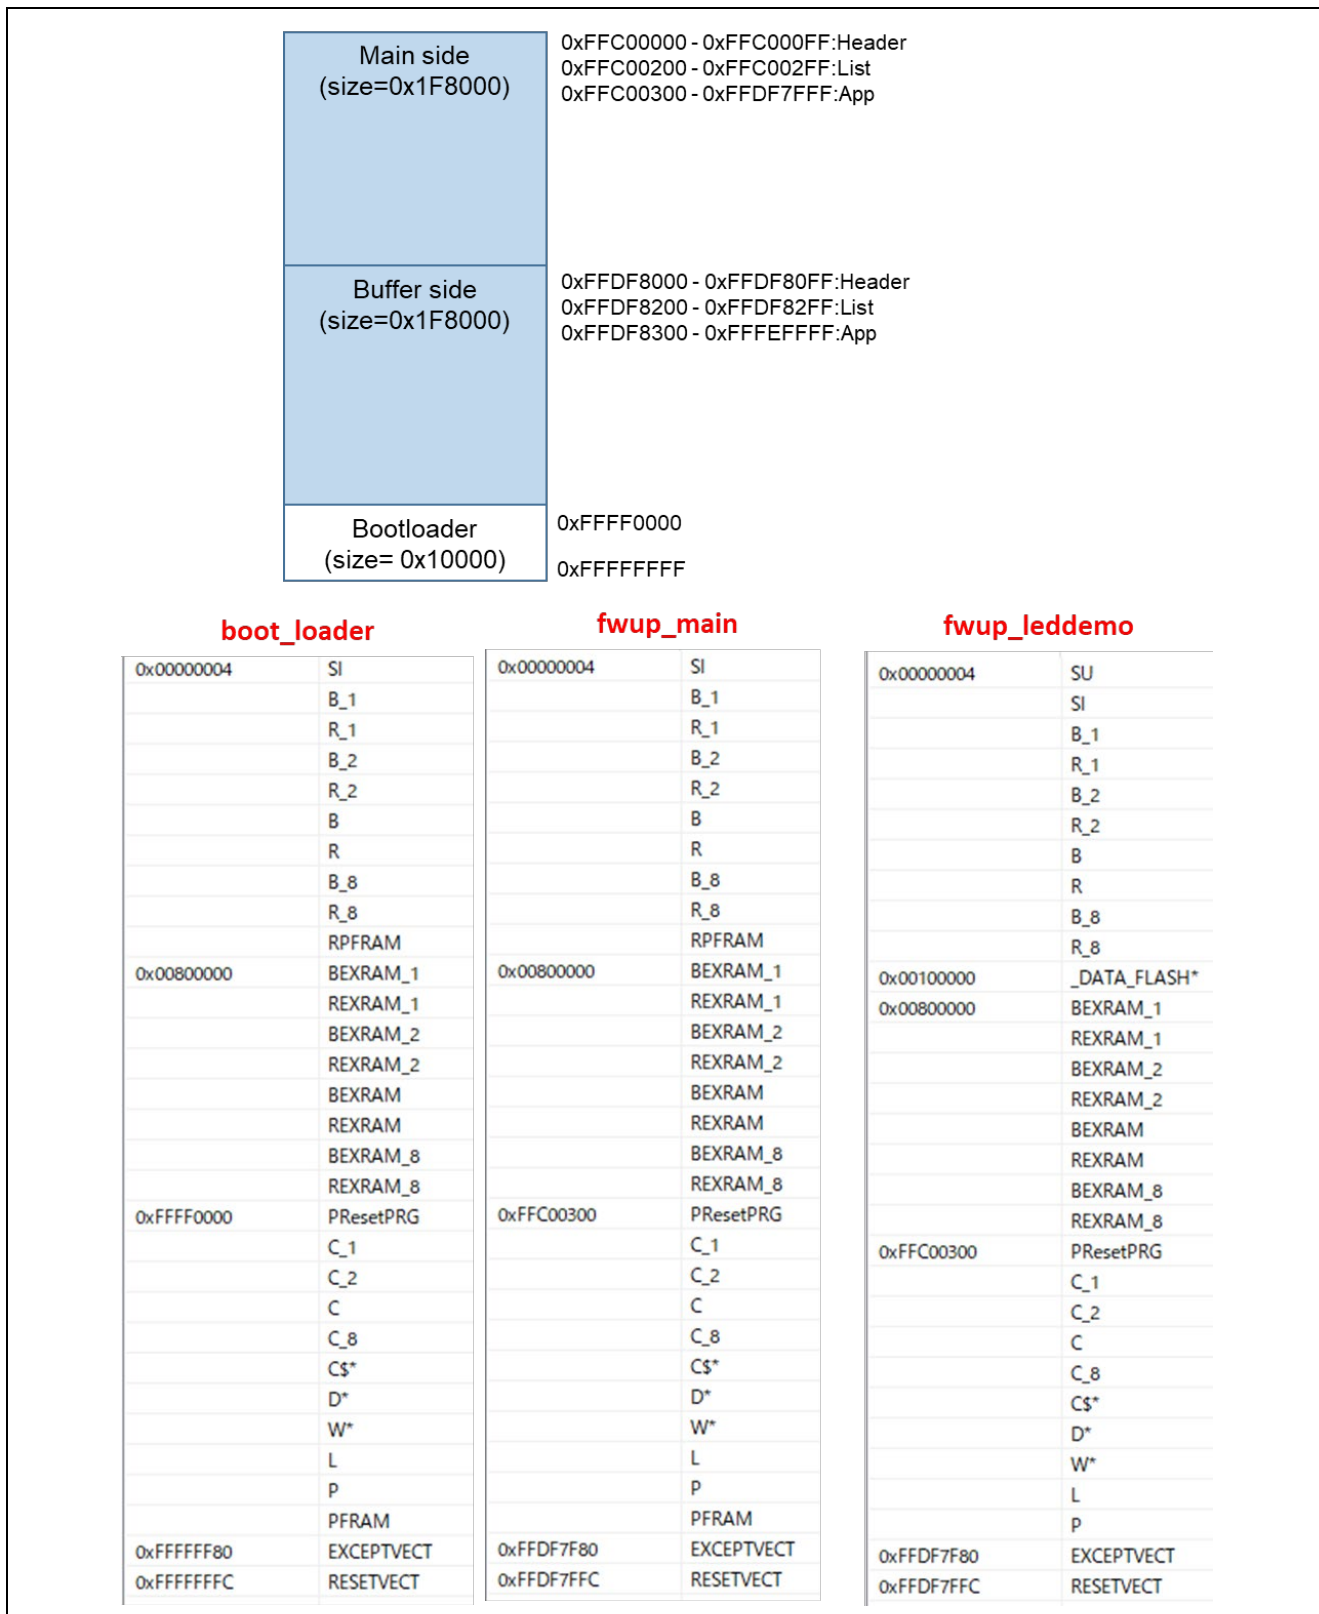 Main side
(size=0x1F8000)
0xFFC00000 - 0xFFC000FF:Header
0xFFC00200 - 0xFFC002FF:List
0xFFC00300 - 0xFFDF7FFF:App
Buffer side
(size=0x1F8000)
0xFFDF8000 - 0xFFDF80FF:Header
0xFFDF8200 - 0xFFDF82FF:List
0xFFDF8300 - 0xFFFEFFFF:App
Bootloader
(size= 0x10000)
0xFFFF0000
0xFFFFFFFF
boot_loader
0x00000004 SI
B_1
R_1
B_2
R_2
B
R
B_8
R_8
RPFRAM
0x00800000 BEXRAM_1
REXRAM_1
BEXRAM_2
REXRAM_2
BEXRAM
REXRAM
BEXRAM_8
REXRAM_8
0xFFFF0000 PResetPRG
C_1
C_2
C
C_8
C$*
D*
W*
L
P
PFRAM
0xFFFFFF80 EXCEPTVECT
0xFFFFFFFC RESETVECT
fwup_main
0x00000004 SI
B_1
R_1
B_2
R_2
B
R
B_8
R_8
RPFRAM
0x00800000 BEXRAM_1
REXRAM_1
BEXRAM_2
REXRAM_2
BEXRAM
REXRAM
BEXRAM_8
REXRAM_8
0xFFC00300 PResetPRG
C_1
C_2
C
C_8
C$*
D*
W*
L
P
PFRAM
0xFFDF7F80 EXCEPTVECT
0xFFDF7FFC RESETVECT
fwup_leddemo
0x00000004 SU
SI
B_1
R_1
B_2
R_2
B
R
B_8
R_8
0x00100000 _DATA_FLASH*
0x00800000 BEXRAM_1
REXRAM_1
BEXRAM_2
REXRAM_2
BEXRAM
REXRAM
BEXRAM_8
REXRAM_8
0xFFC00300 PResetPRG
C_1
C_2
C
C_8
C$*
D*
W*
L
P
0xFFDF7F80 EXCEPTVECT
0xFFDF7FFC RESETVECT